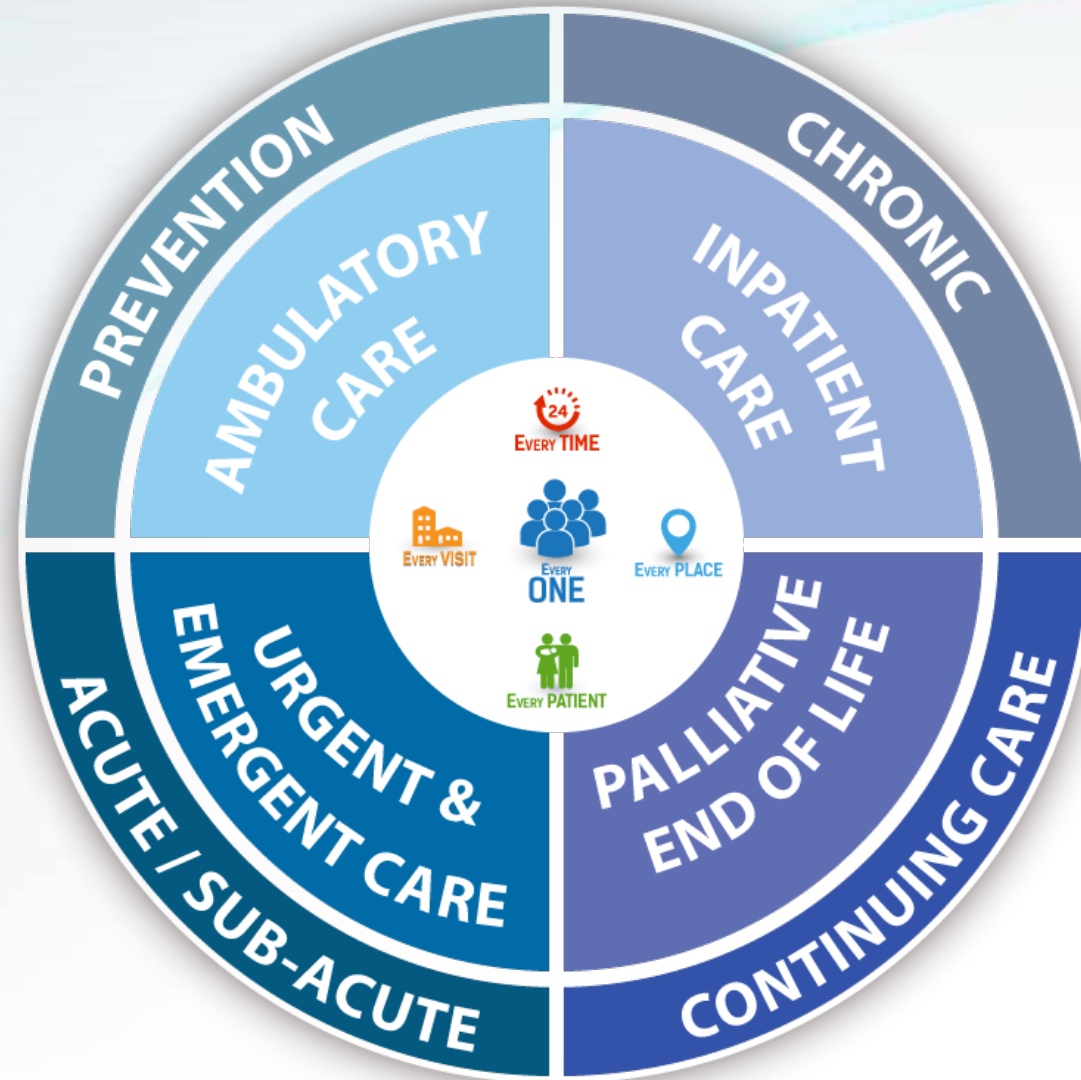 PREVENTION
CHRONIC
AMBULATORY
CARE
INPATIENT
CARE
24
EVERY TIME
EVERY VISIT
EVERY
ONE
EVERY PLACE
EVERY PATIENT
URGENT &
EMERGENT CARE
PALLIATIVE
END OF LIFE
ACUTE / SUB-ACUTE
CONTINUING CARE